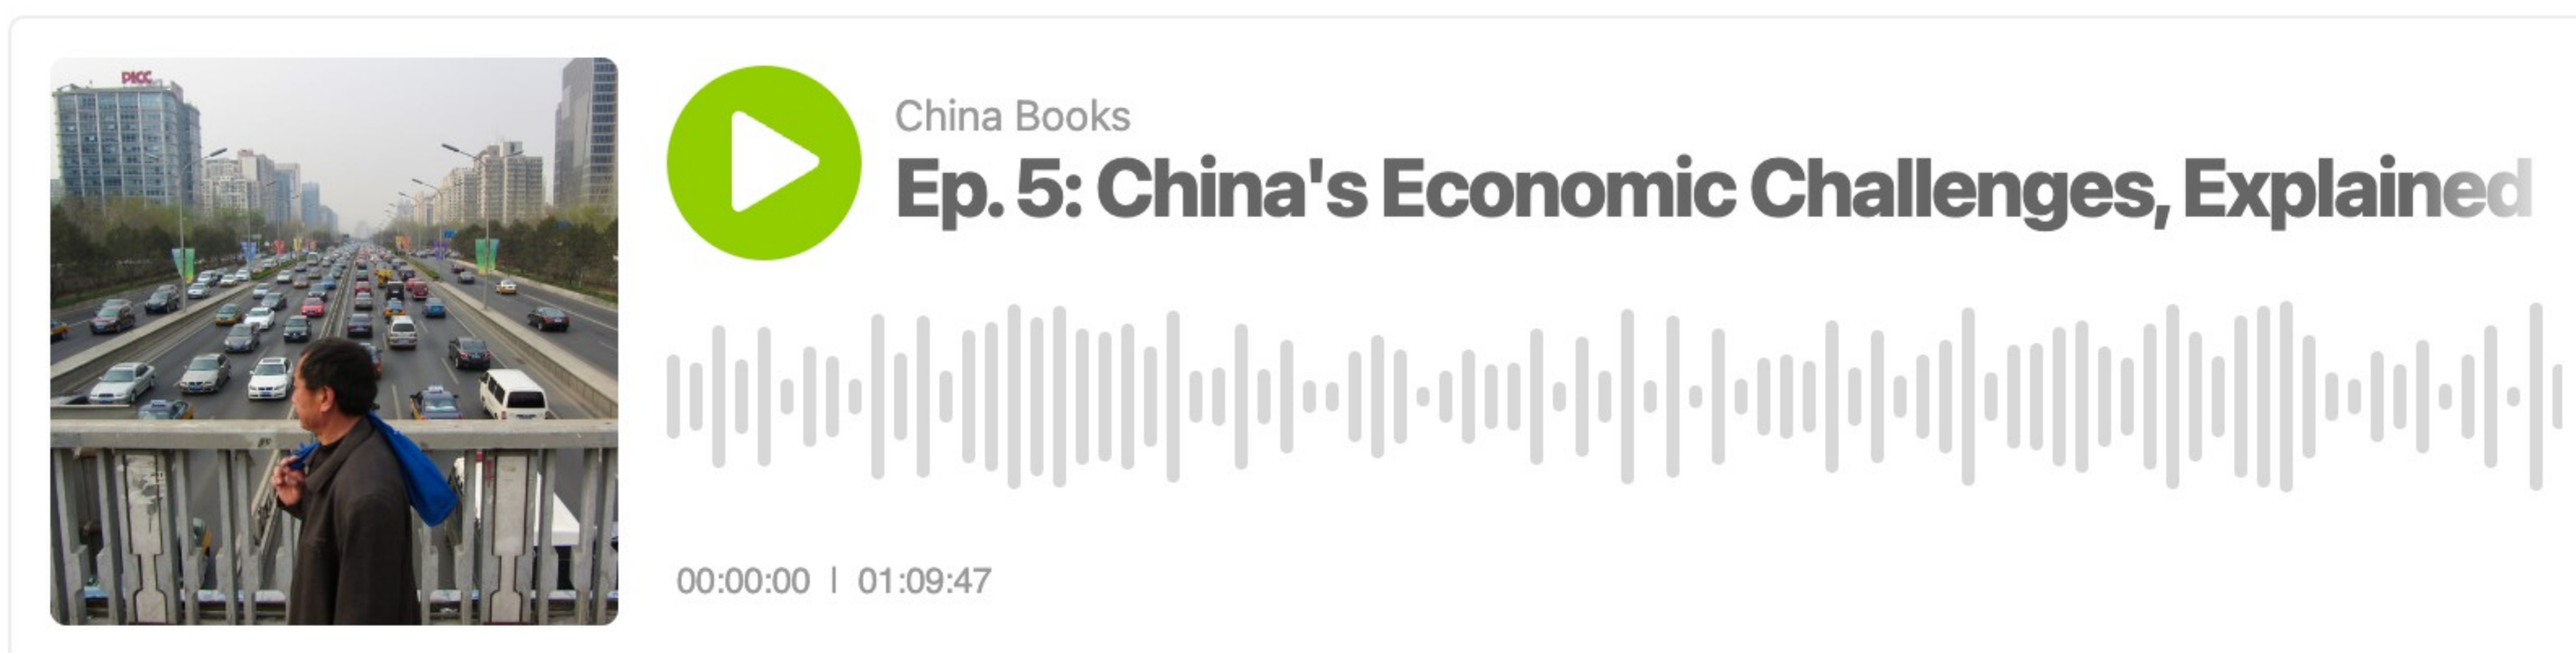 PICC
China Books
Ep. 5: China's Economic Challenges, Explained
00:00:00 | 01:09:47